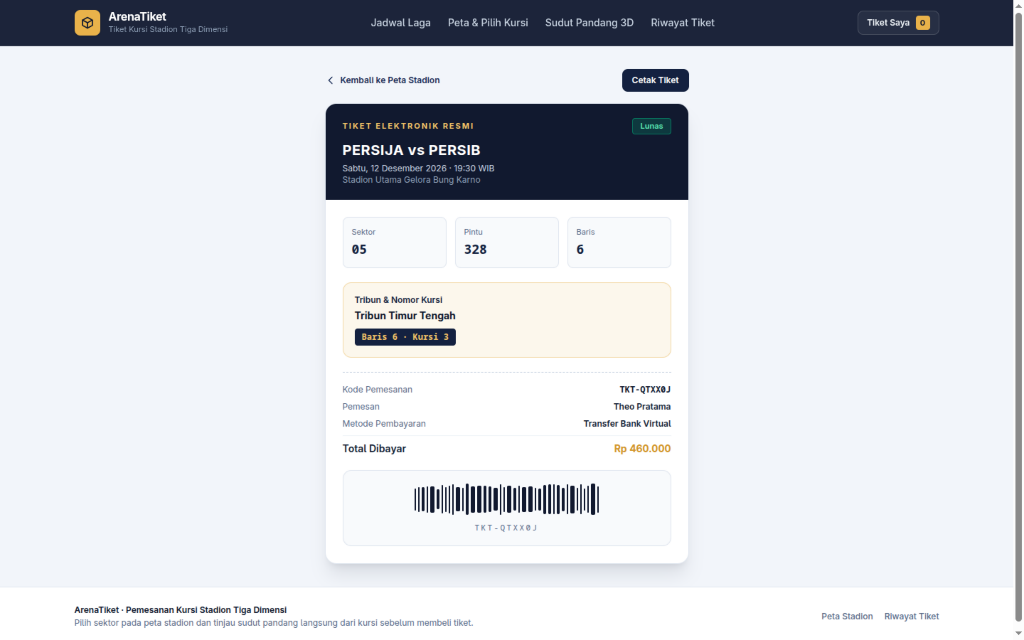 ArenaTiket
Tiket Kursi Stadion Tiga Dimensi
Jadwal Laga
Peta & Pilih Kursi
Sudut Pandang 3D
Riwayat Tiket
Tiket Saya 0
Kembali ke Peta Stadion
Cetak Tiket
TIKET ELEKTRONIK RESMI
Lunas
PERSIJA vs PERSIB
Sabtu, 12 Desember 2026 · 19:30 WIB
Stadion Utama Gelora Bung Karno
Sektor
05
Pintu
328
Baris
6
Tribun & Nomor Kursi
Tribun Timur Tengah
Baris 6 · Kursi 3
Kode Pemesanan TKT-QTXX0J
Pemesan Theo Pratama
Metode Pembayaran Transfer Bank Virtual
Total Dibayar Rp 460.000
TKT-QTXX0J
ArenaTiket · Pemesanan Kursi Stadion Tiga Dimensi
Pilih sektor pada peta stadion dan tinjau sudut pandang langsung dari kursi sebelum membeli tiket.
Peta Stadion
Riwayat Tiket